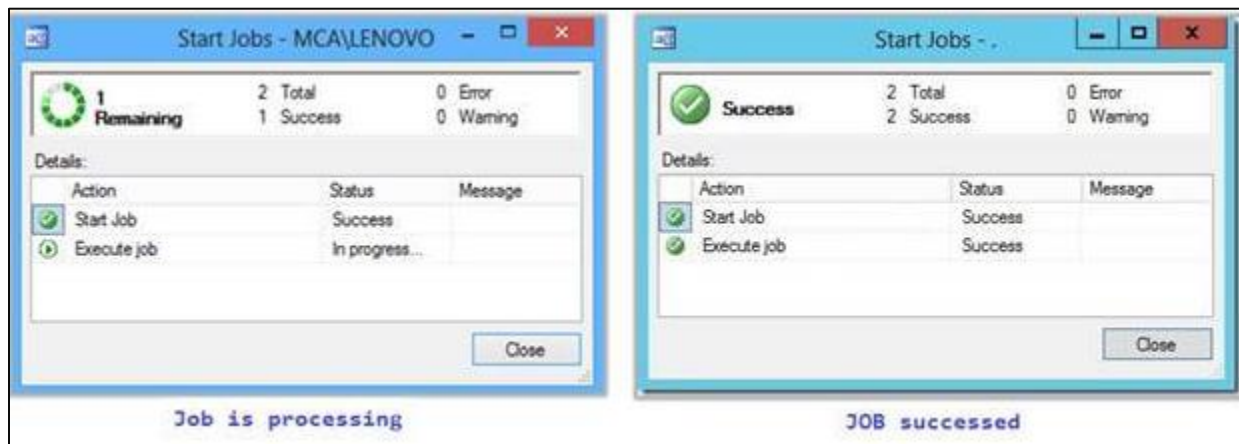 Start Jobs - MCA\LENOVO
1
Remaining
2 Total
1 Success
0 Error
0 Warning
Details:
Action Status Message
Start Job Success
Execute job In progress...
Close
Job is processing
Start Jobs - .
Success
2 Total
2 Success
0 Error
0 Warning
Details:
Action Status Message
Start Job Success
Execute job Success
Close
JOB successed